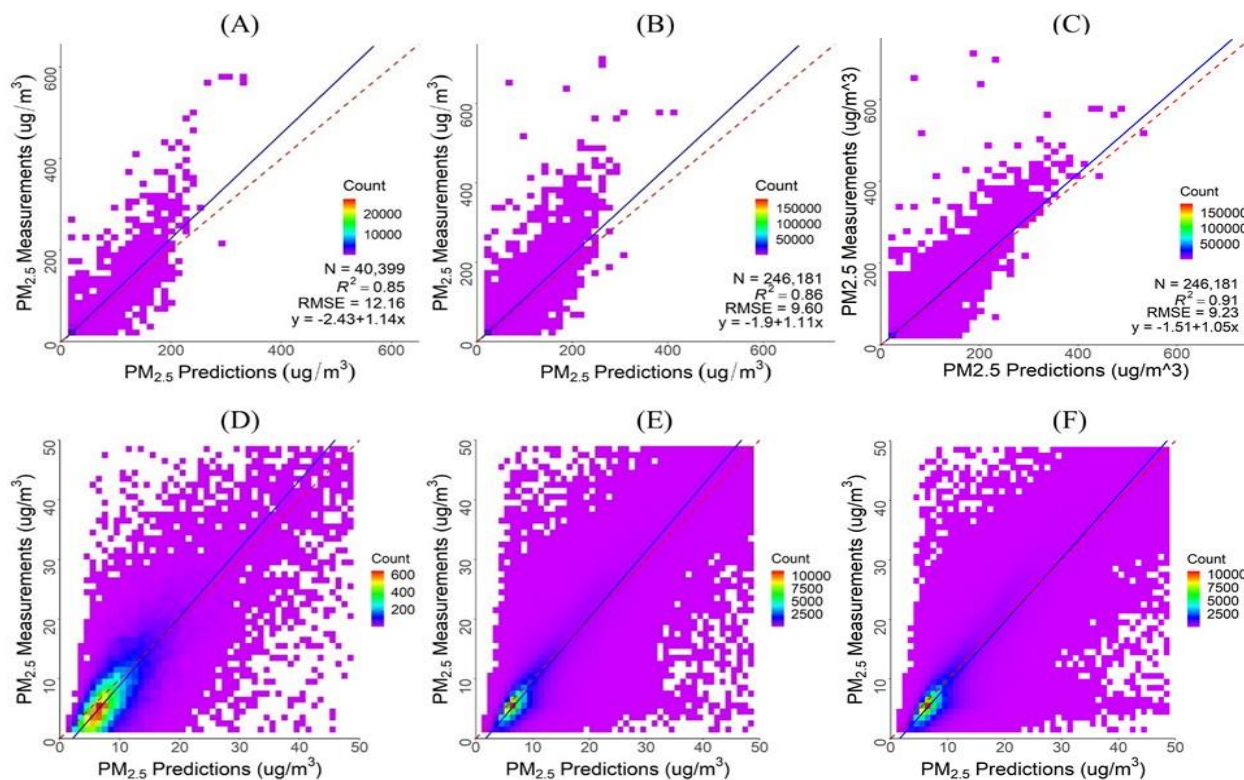 (A)
PM2.5 Measurements (ug/m³)
600
400
200
0
Count
20000
10000
N = 40,399
R² = 0.85
RMSE = 12.16
y = -2.43+1.14x
0 200 400 600
PM2.5 Predictions (ug/m³)
(B)
PM2.5 Measurements (ug/m³)
600
400
200
0
Count
150000
100000
50000
N = 246,181
R² = 0.86
RMSE = 9.60
y = -1.9+1.11x
0 200 400 600
PM2.5 Predictions (ug/m³)
(C)
PM2.5 Measurements (ug/m^3)
600
400
200
0
Count
150000
100000
50000
N = 246,181
R² = 0.91
RMSE = 9.23
y = -1.51+1.05x
0 200 400 600
PM2.5 Predictions (ug/m^3)
(D)
PM2.5 Measurements (ug/m³)
50
40
30
20
10
0
Count
600
400
200
0 10 20 30 40 50
PM2.5 Predictions (ug/m³)
(E)
PM2.5 Measurements (ug/m³)
50
40
30
20
10
0
Count
10000
7500
5000
2500
0 10 20 30 40 50
PM2.5 Predictions (ug/m³)
(F)
PM2.5 Measurements (ug/m³)
50
40
30
20
10
0
Count
10000
7500
5000
2500
0 10 20 30 40 50
PM2.5 Predictions (ug/m³)